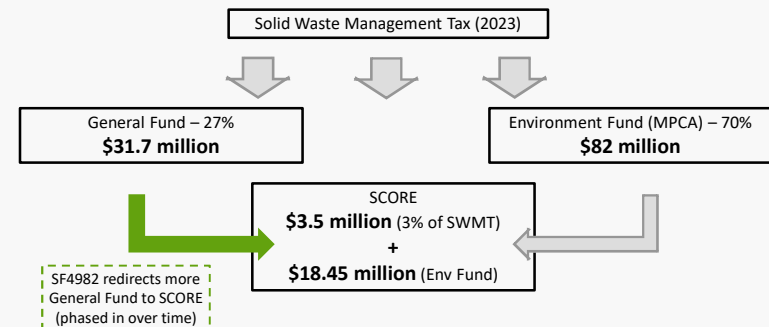 Solid Waste Management Tax (2023)
General Fund – 27%
$31.7 million
Environment Fund (MPCA) – 70%
$82 million
SCORE
$3.5 million (3% of SWMT)
+
$18.45 million (Env Fund)
SF4982 redirects more
General Fund to SCORE
(phased in over time)